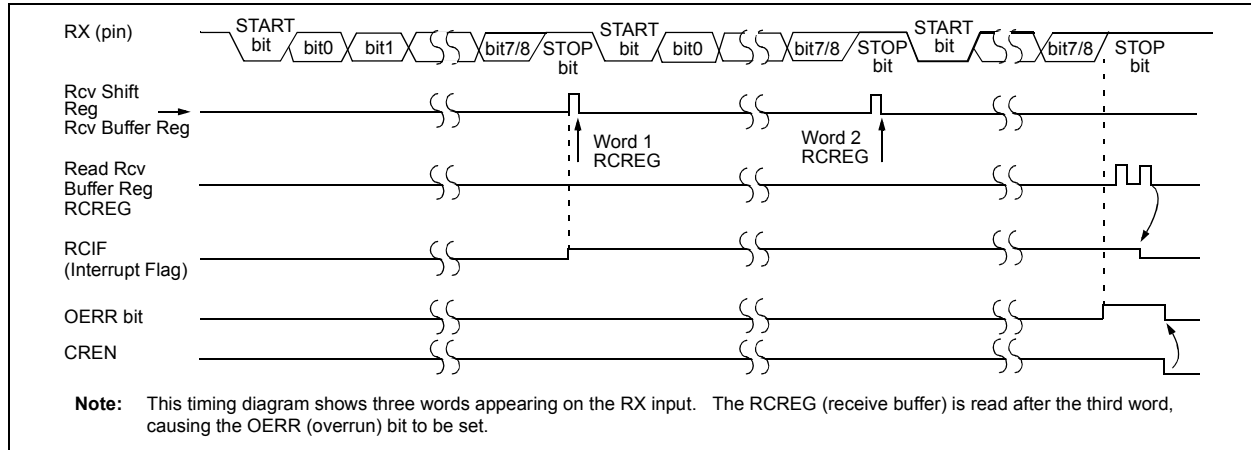 RX (pin)
START
bit
bit0
bit1
bit7/8
STOP
bit
START
bit
bit0
bit7/8
STOP
bit
START
bit
bit7/8
STOP
bit
Rcv Shift
Reg
Rcv Buffer Reg
Word 1
RCREG
Word 2
RCREG
Read Rcv
Buffer Reg
RCREG
RCIF
(Interrupt Flag)
OERR bit
CREN
Note: This timing diagram shows three words appearing on the RX input. The RCREG (receive buffer) is read after the third word,
causing the OERR (overrun) bit to be set.